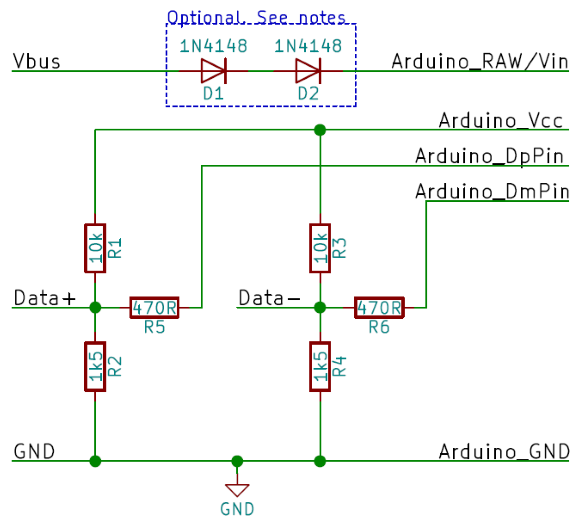 Optional. See notes
1N4148 1N4148
Vbus
Arduino_RAW/Vin
D1 D2
Arduino_Vcc
Arduino_DpPin
Arduino_DmPin
10k R1
10k R3
Data+
470R
R5
Data-
470R
R6
1k5 R2
1k5 R4
GND
Arduino_GND
GND